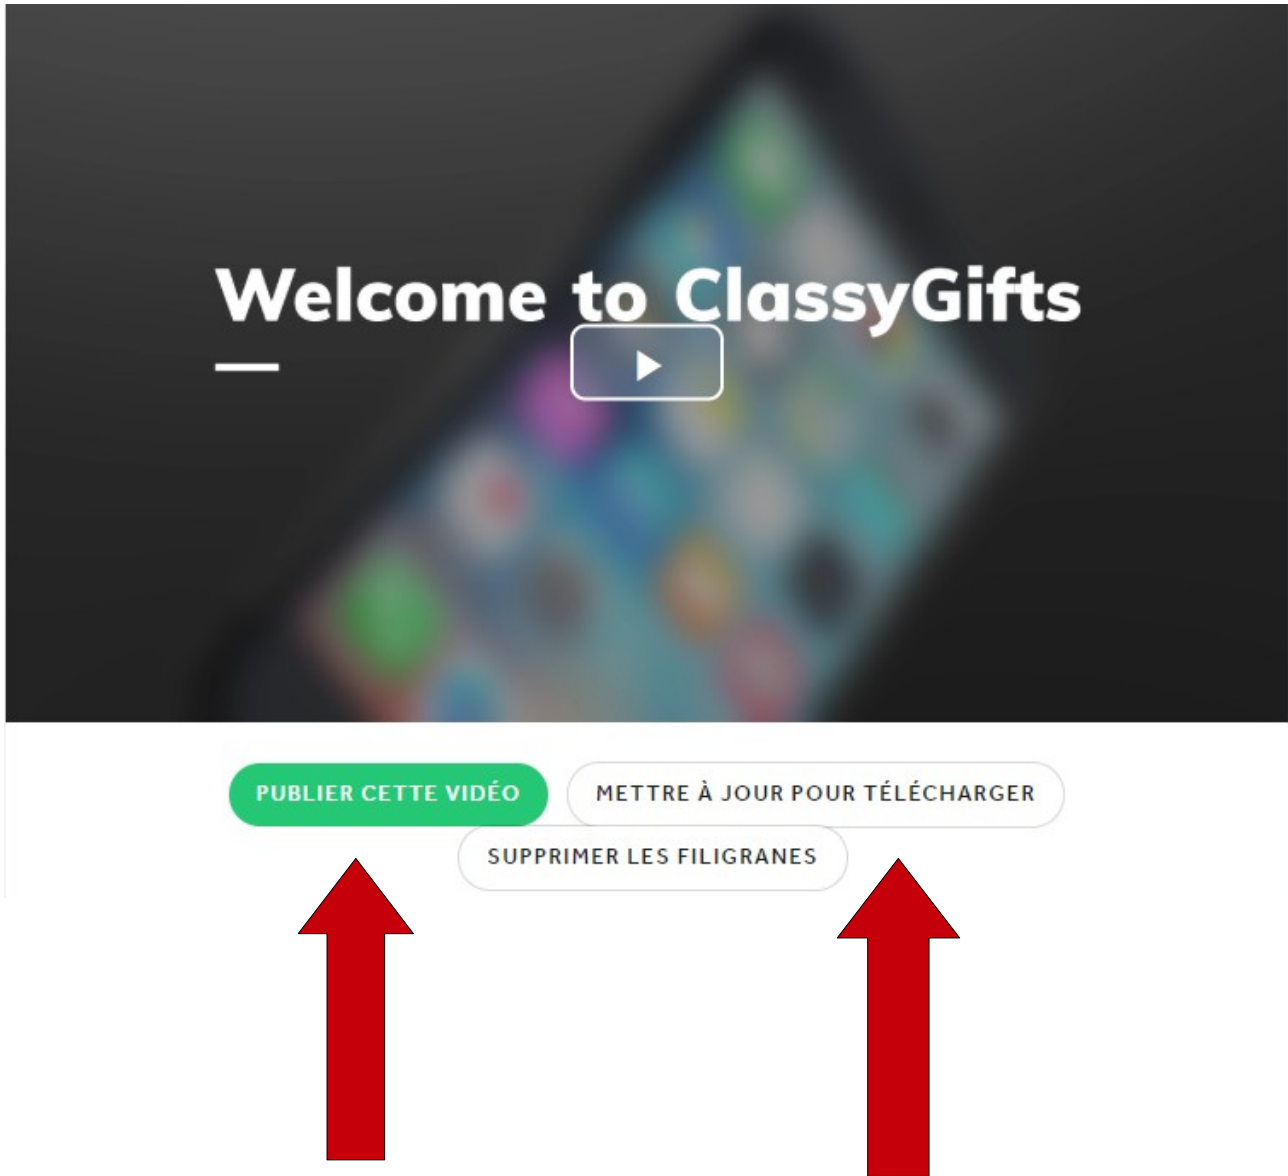 Welcome to ClassyGifts
PUBLIER CETTE VIDÉO
METTRE À JOUR POUR TÉLÉCHARGER
SUPPRIMER LES FILIGRANES